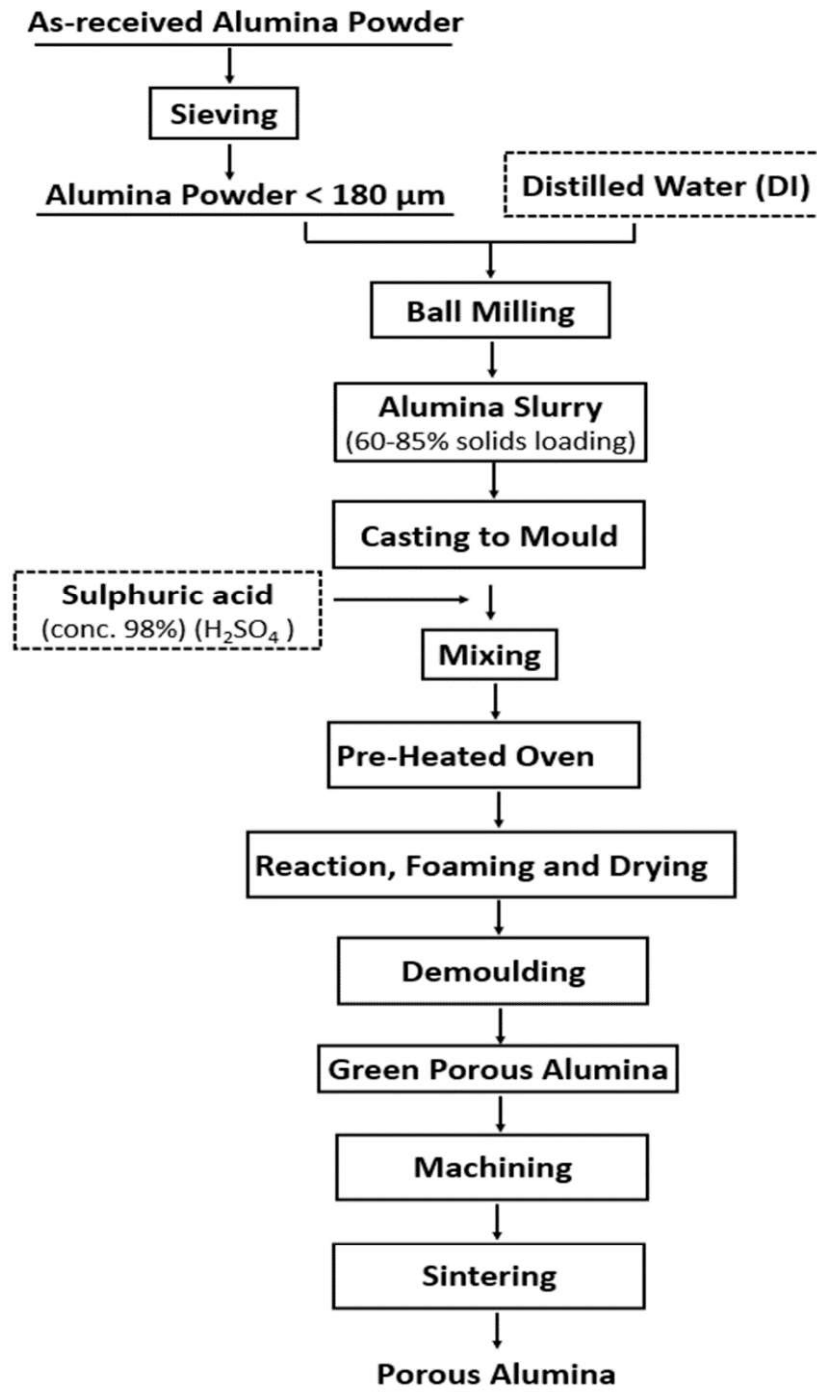 As-received Alumina Powder
Sieving
Alumina Powder < 180 µm
Distilled Water (DI)
Ball Milling
Alumina Slurry
(60-85% solids loading)
Casting to Mould
Sulphuric acid
(conc. 98%) (H₂SO₄ )
Mixing
Pre-Heated Oven
Reaction, Foaming and Drying
Demoulding
Green Porous Alumina
Machining
Sintering
Porous Alumina